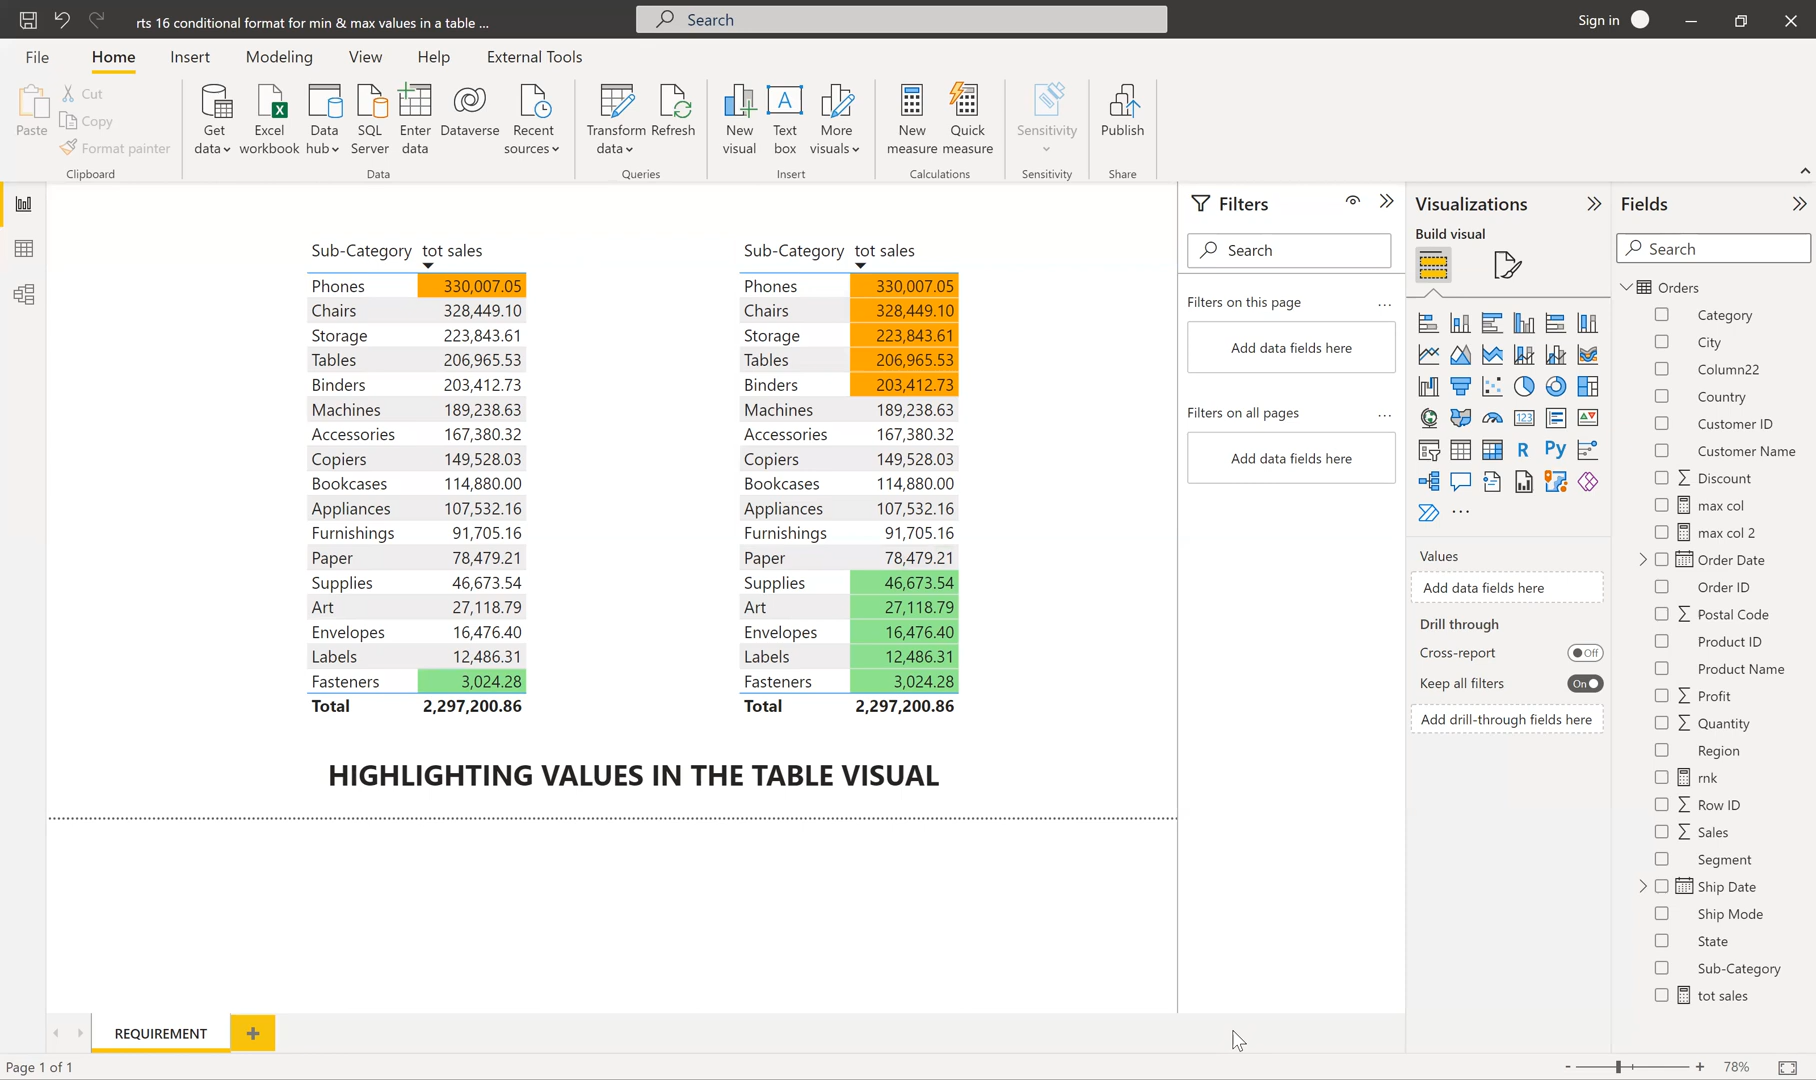 rts 16 conditional format for min & max values in a table ...
Search
Sign in
File
Home
Insert
Modeling
View
Help
External Tools
Paste
Cut
Copy
Format painter
Clipboard
Get data
Excel workbook
Data hub
SQL Server
Enter data
Dataverse
Recent sources
Data
Transform data
Refresh
Queries
New visual
A
Text box
More visuals
Insert
New measure
Quick measure
Calculations
Sensitivity
Sensitivity
Publish
Share
Sub-Category tot sales
Phones 330,007.05
Chairs 328,449.10
Storage 223,843.61
Tables 206,965.53
Binders 203,412.73
Machines 189,238.63
Accessories 167,380.32
Copiers 149,528.03
Bookcases 114,880.00
Appliances 107,532.16
Furnishings 91,705.16
Paper 78,479.21
Supplies 46,673.54
Art 27,118.79
Envelopes 16,476.40
Labels 12,486.31
Fasteners 3,024.28
Total 2,297,200.86
Sub-Category tot sales
Phones 330,007.05
Chairs 328,449.10
Storage 223,843.61
Tables 206,965.53
Binders 203,412.73
Machines 189,238.63
Accessories 167,380.32
Copiers 149,528.03
Bookcases 114,880.00
Appliances 107,532.16
Furnishings 91,705.16
Paper 78,479.21
Supplies 46,673.54
Art 27,118.79
Envelopes 16,476.40
Labels 12,486.31
Fasteners 3,024.28
Total 2,297,200.86
HIGHLIGHTING VALUES IN THE TABLE VISUAL
Filters
Search
Filters on this page ...
Add data fields here
Filters on all pages ...
Add data fields here
Visualizations
Build visual
123
R
Py
...
Values
Add data fields here
Drill through
Cross-report Off
Keep all filters On
Add drill-through fields here
Fields
Search
Orders
Category
City
Column22
Country
Customer ID
Customer Name
Discount
max col
max col 2
Order Date
Order ID
Postal Code
Product ID
Product Name
Profit
Quantity
Region
rnk
Row ID
Sales
Segment
Ship Date
Ship Mode
State
Sub-Category
tot sales
REQUIREMENT
Page 1 of 1
- + 78%